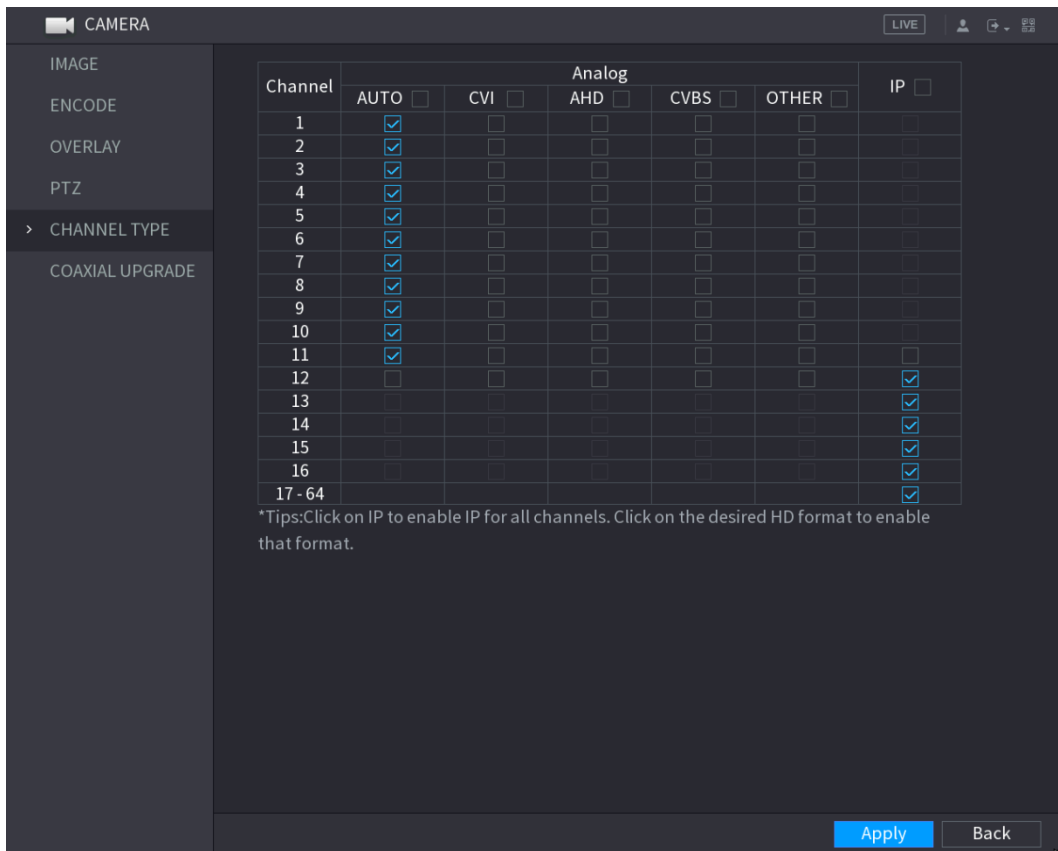 CAMERA
LIVE
IMAGE
ENCODE
OVERLAY
PTZ
CHANNEL TYPE
COAXIAL UPGRADE
Channel Analog IP
AUTO CVI AHD CVBS OTHER
1
2
3
4
5
6
7
8
9
10
11
12
13
14
15
16
17 - 64
*Tips:Click on IP to enable IP for all channels. Click on the desired HD format to enable
that format.
Apply Back